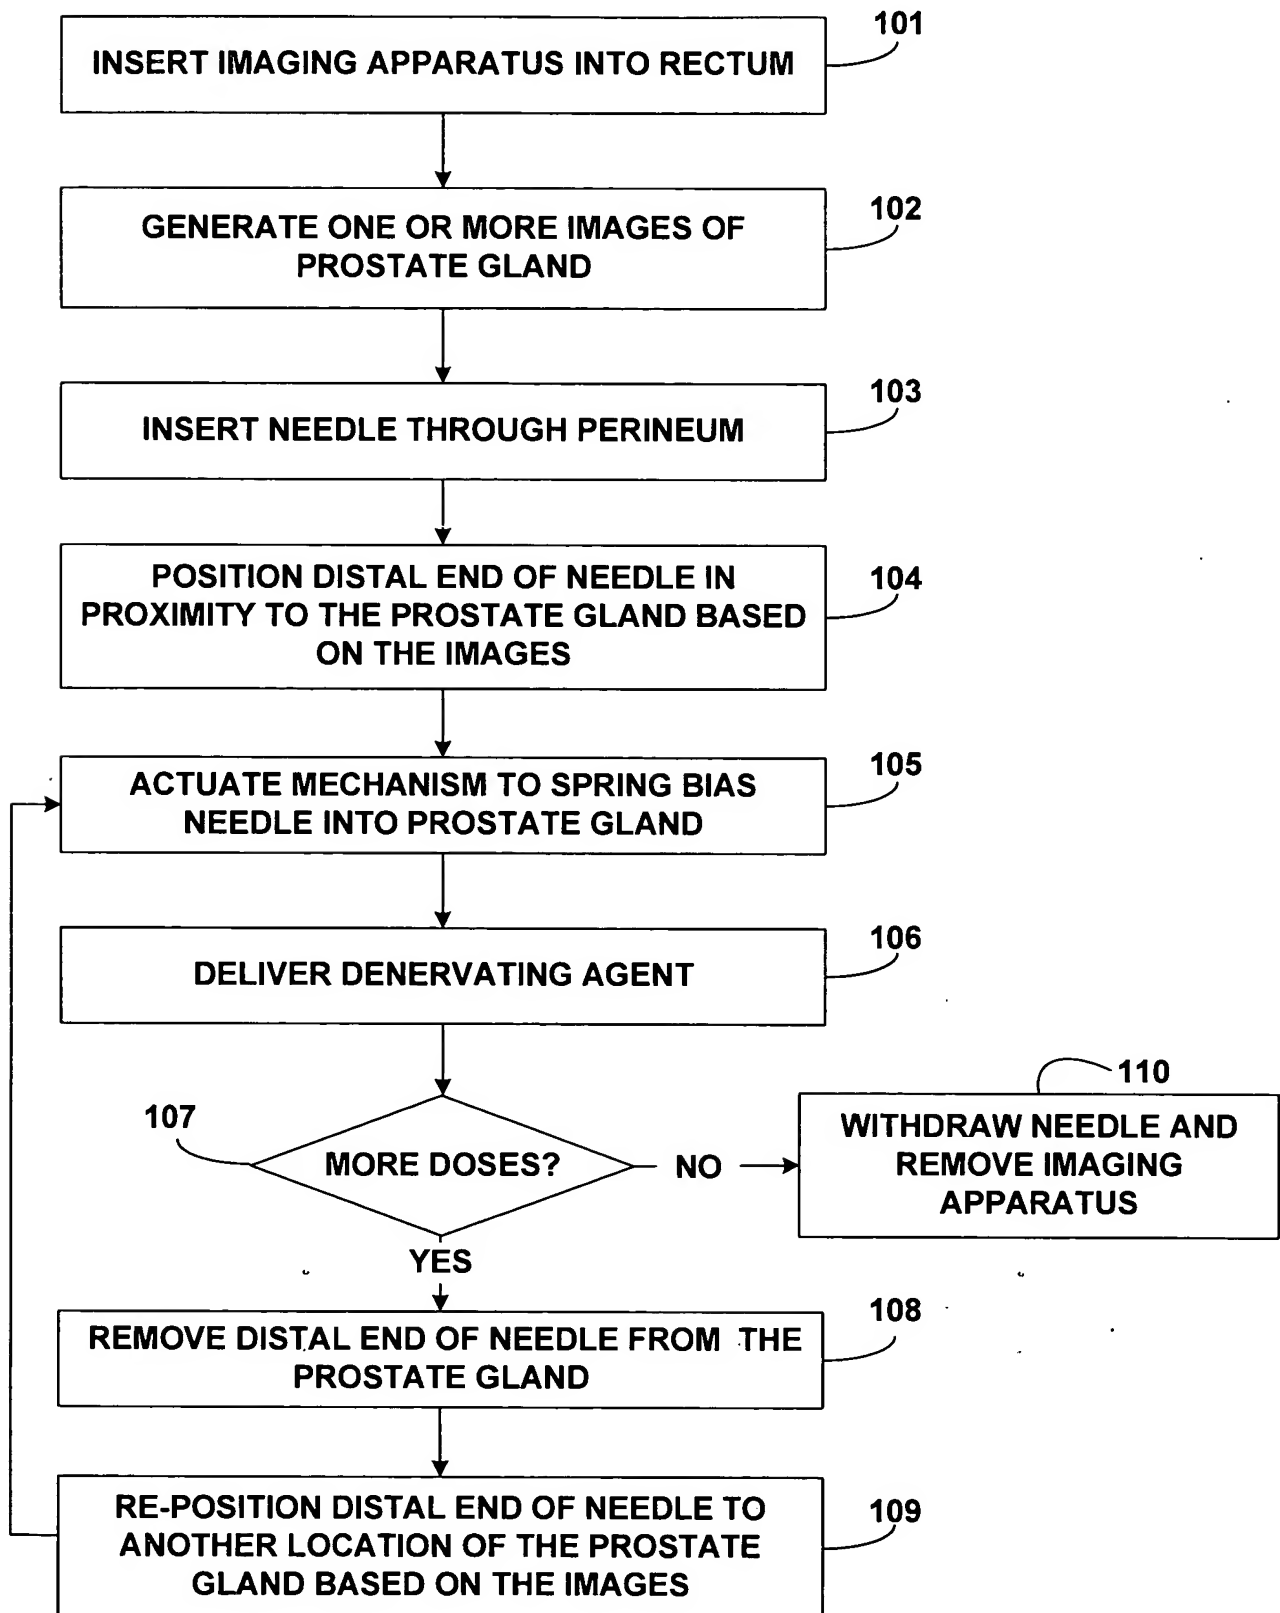 101
INSERT IMAGING APPARATUS INTO RECTUM
102
GENERATE ONE OR MORE IMAGES OF
PROSTATE GLAND
103
INSERT NEEDLE THROUGH PERINEUM
104
POSITION DISTAL END OF NEEDLE IN
PROXIMITY TO THE PROSTATE GLAND BASED
ON THE IMAGES
105
ACTUATE MECHANISM TO SPRING BIAS
NEEDLE INTO PROSTATE GLAND
106
DELIVER DENERVATING AGENT
107
MORE DOSES?
NO
110
WITHDRAW NEEDLE AND
REMOVE IMAGING
APPARATUS
YES
108
REMOVE DISTAL END OF NEEDLE FROM THE
PROSTATE GLAND
109
RE-POSITION DISTAL END OF NEEDLE TO
ANOTHER LOCATION OF THE PROSTATE
GLAND BASED ON THE IMAGES